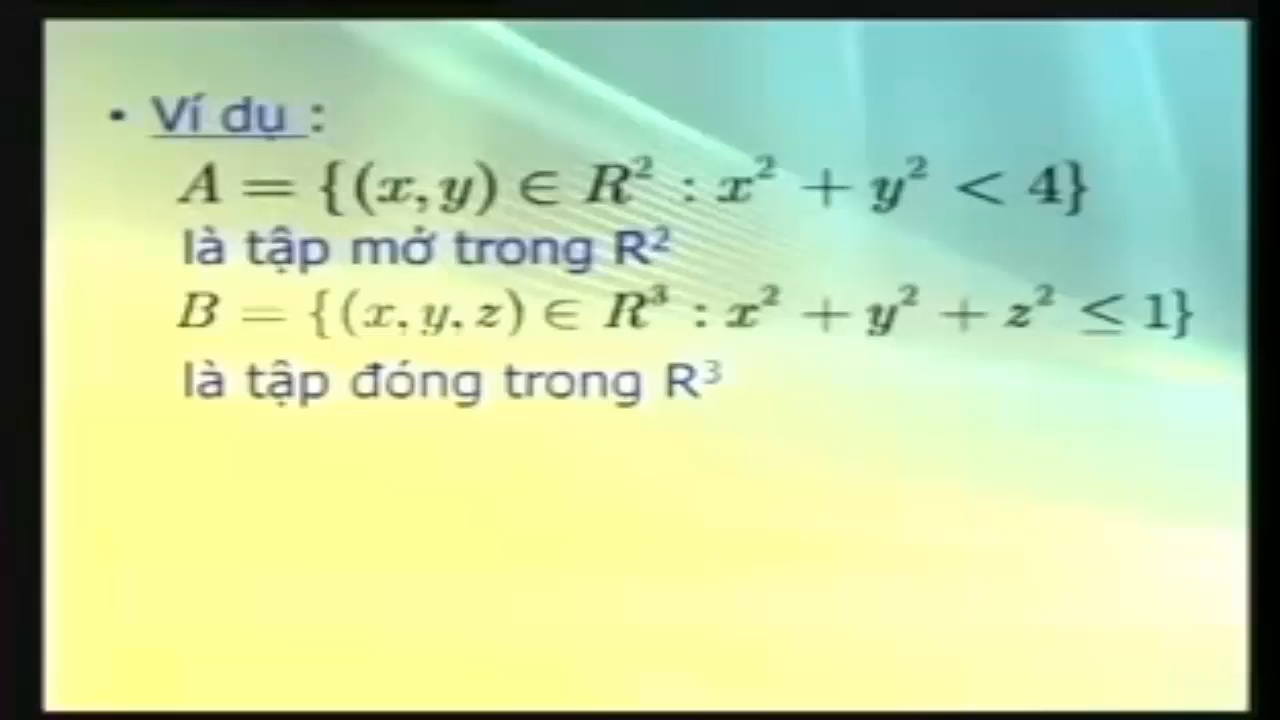 • Ví dụ :
A = {(x, y) ∈ R² : x² + y² < 4}
là tập mở trong R²
B = {(x, y, z) ∈ R³ : x² + y² + z² ≤ 1}
là tập đóng trong R³